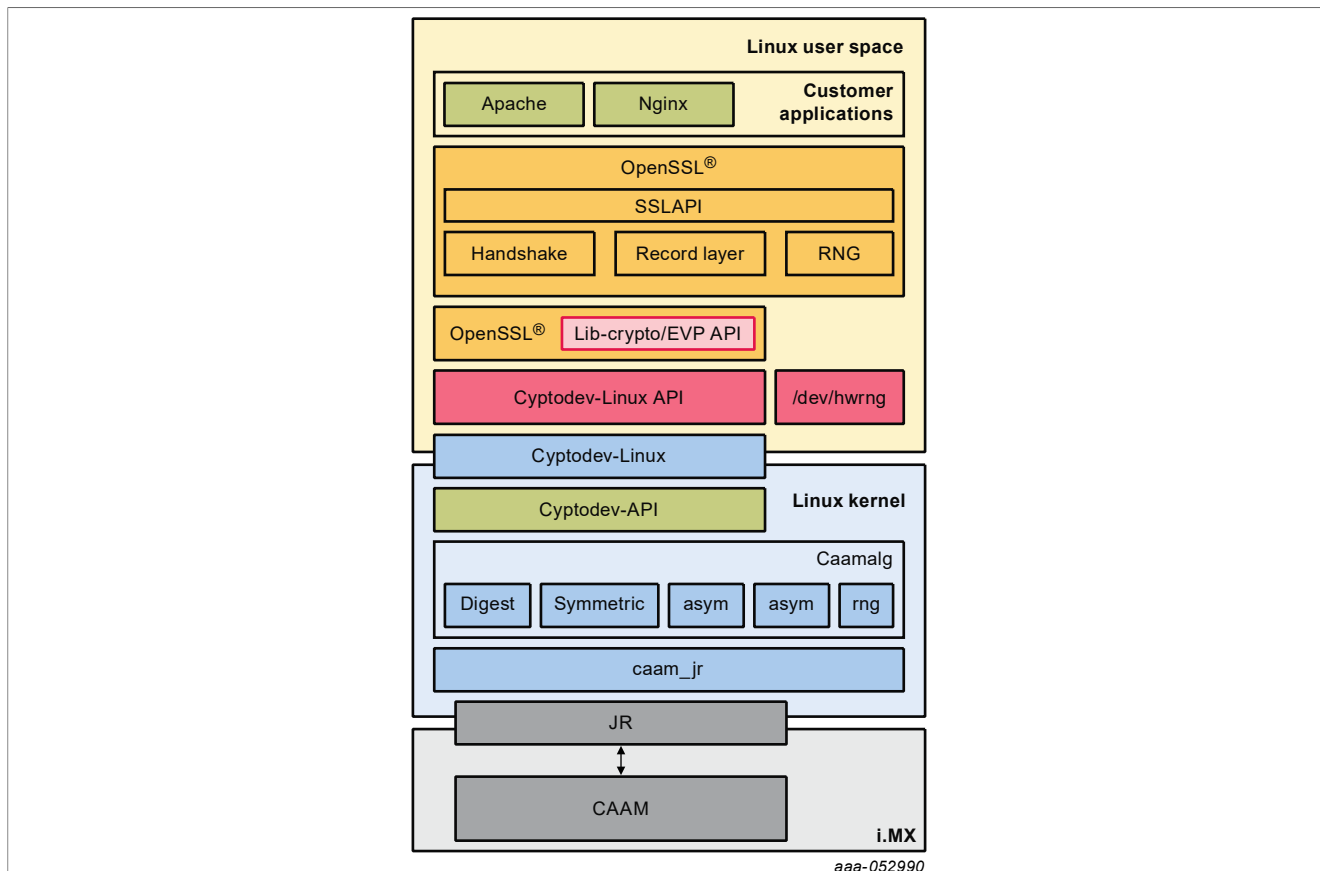 Linux user space
Customer
applications
Apache
Nginx
OpenSSL®
SSLAPI
Handshake
Record layer
RNG
OpenSSL®
Lib-crypto/EVP API
Cyptodev-Linux API
/dev/hwrng
Cyptodev-Linux
Cyptodev-API
Linux kernel
Caamalg
Digest
Symmetric
asym
asym
rng
caam_jr
JR
CAAM
i.MX
aaa-052990